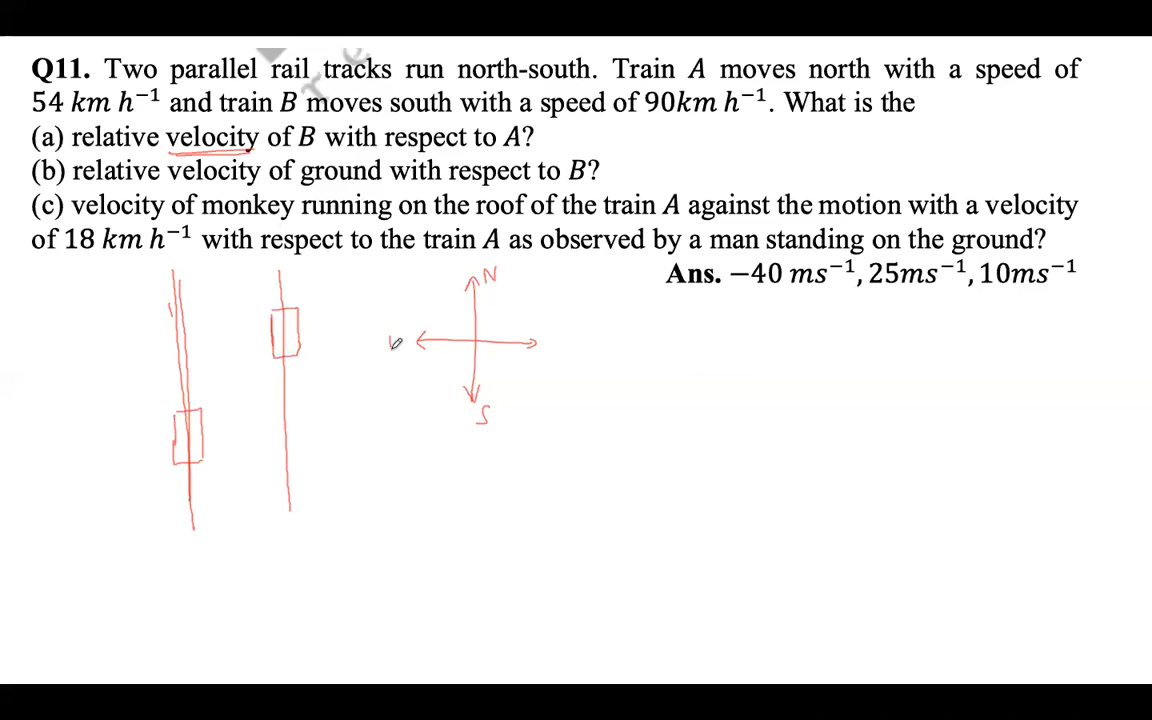 Q11. Two parallel rail tracks run north-south. Train A moves north with a speed of
54 km h⁻¹ and train B moves south with a speed of 90km h⁻¹. What is the
(a) relative velocity of B with respect to A?
(b) relative velocity of ground with respect to B?
(c) velocity of monkey running on the roof of the train A against the motion with a velocity
of 18 km h⁻¹ with respect to the train A as observed by a man standing on the ground?
Ans. −40 ms⁻¹, 25ms⁻¹, 10ms⁻¹
N
S